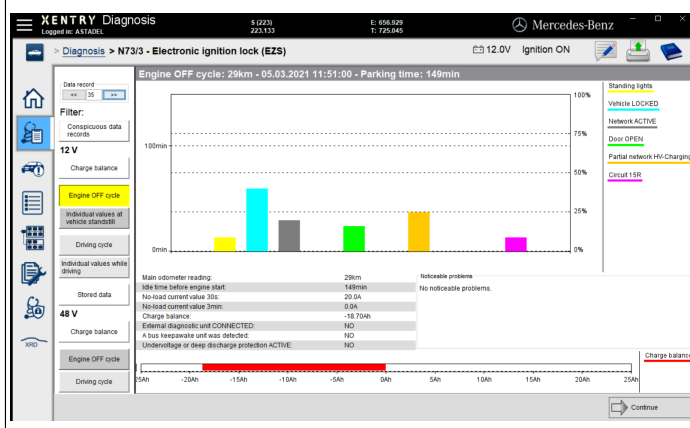 XENTRY Diagnosis
Logged in: ASTADEL
S (223)
223.133
E: 656.929
T: 725.045
Mercedes-Benz
> Diagnosis > N73/3 - Electronic ignition lock (EZS)
12.0V Ignition ON
Engine OFF cycle: 29km - 05.03.2021 11:51:00 - Parking time: 149min
Data record
<< 35 >>
Filter:
Conspicuous data
records
12 V
Charge balance
Engine OFF cycle
Individual values at
vehicle standstill
Driving cycle
Individual values while
driving
Stored data
48 V
Charge balance
Engine OFF cycle
Driving cycle
XRD
100min
0min
100%
75%
50%
25%
0%
Standing lights
Vehicle LOCKED
Network ACTIVE
Door OPEN
Partial network HV-Charging
Circuit 15R
Main odometer reading: 29km
Idle time before engine start: 149min
No-load current value 30s: 20.0A
No-load current value 3min: 0.0A
Charge balance: -18.70Ah
External diagnostic unit CONNECTED: NO
A bus keepawake unit was detected: NO
Undervoltage or deep discharge protection ACTIVE: NO
Noticeable problems
No noticeable problems.
Charge balance
25Ah -20Ah -15Ah -10Ah -5Ah 0Ah 5Ah 10Ah 15Ah 20Ah 25Ah
Continue